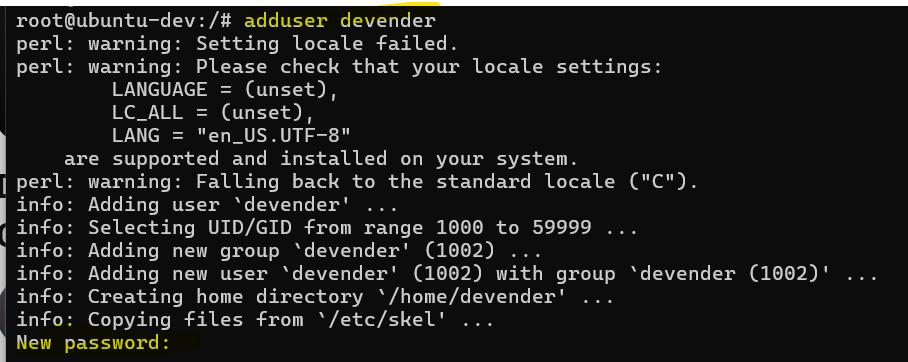 root@ubuntu-dev:/# adduser devender
perl: warning: Setting locale failed.
perl: warning: Please check that your locale settings:
        LANGUAGE = (unset),
        LC_ALL = (unset),
        LANG = "en_US.UTF-8"
    are supported and installed on your system.
perl: warning: Falling back to the standard locale ("C").
info: Adding user `devender' ...
info: Selecting UID/GID from range 1000 to 59999 ...
info: Adding new group `devender' (1002) ...
info: Adding new user `devender' (1002) with group `devender (1002)' ...
info: Creating home directory `/home/devender' ...
info: Copying files from `/etc/skel' ...
New password: